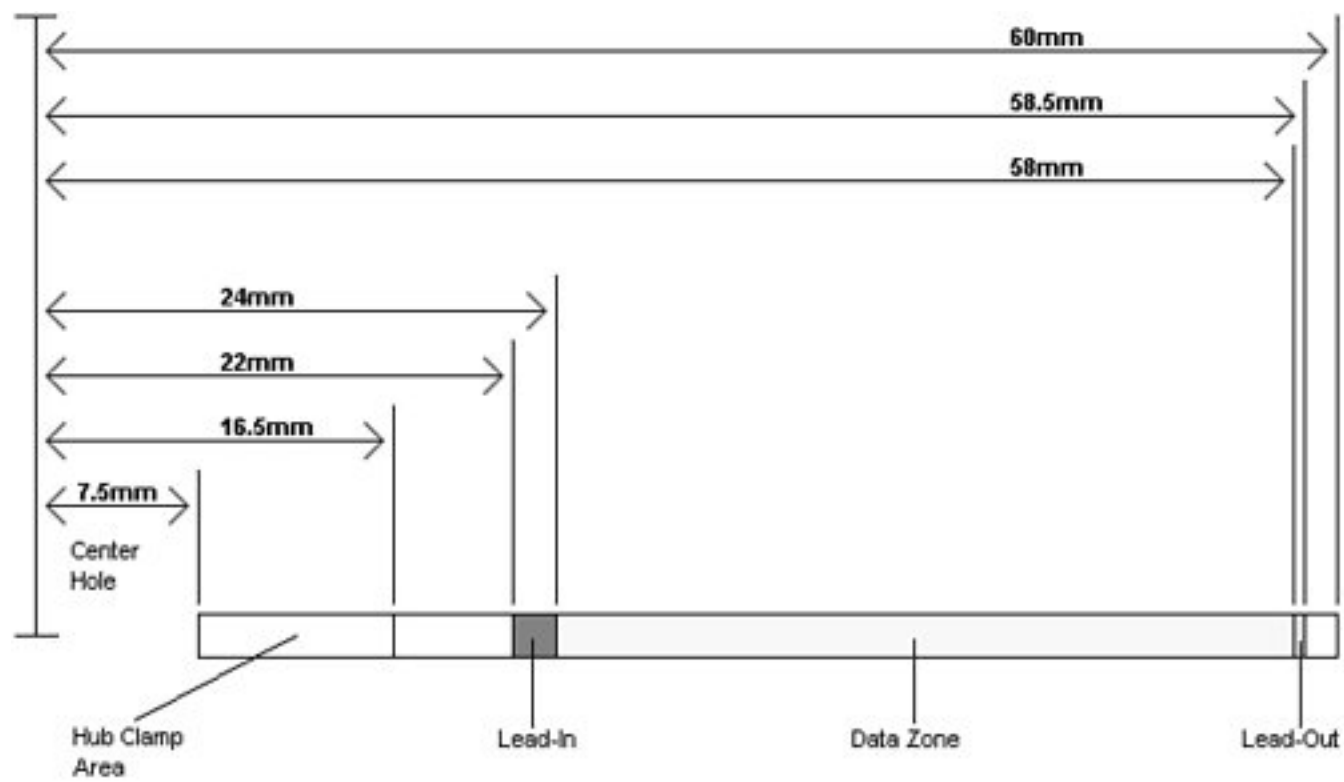 60mm
58.5mm
58mm
24mm
22mm
16.5mm
7.5mm
Center
Hole
Hub Clamp
Area
Lead-In
Data Zone
Lead-Out